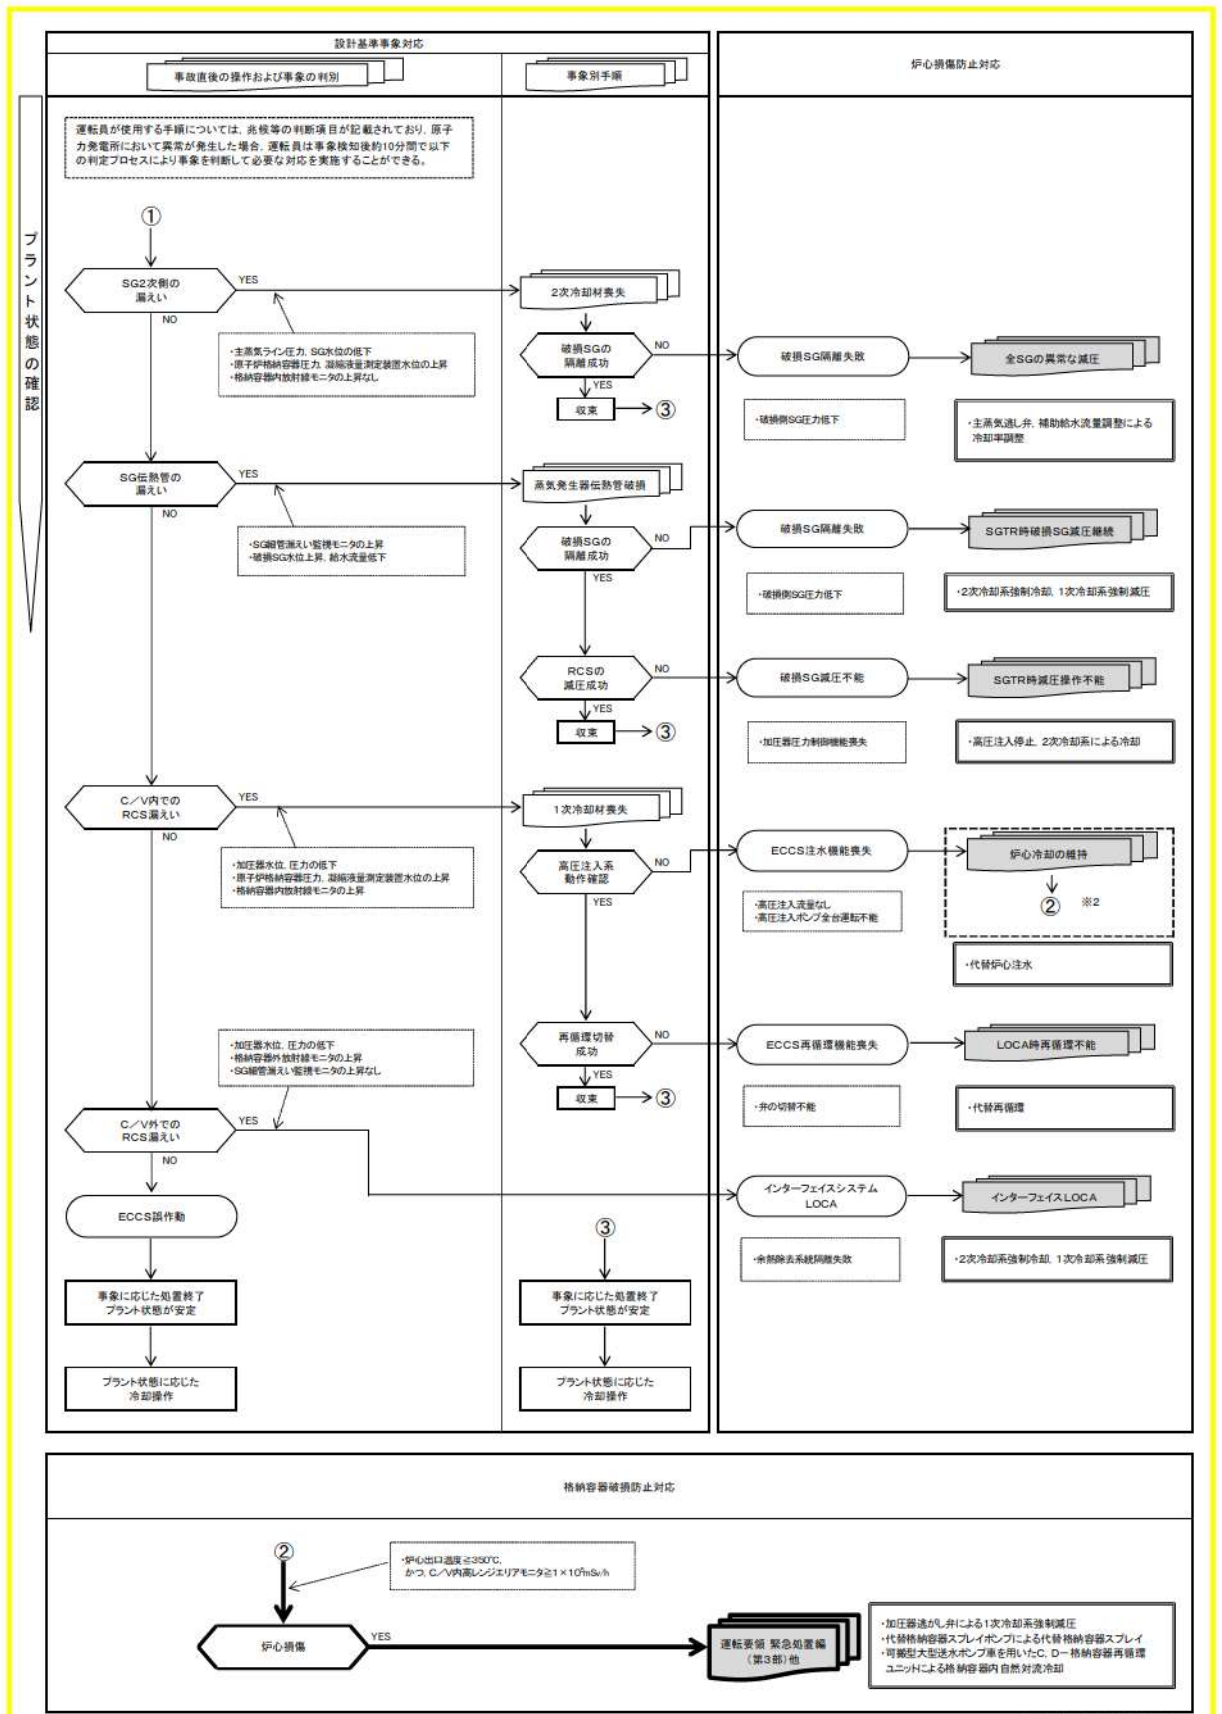 設計基準事象対応
事故直後の操作および事象の判別
事象別手順
炉心損傷防止対応
プラント状態の確認
運転員が使用する手順については，兆候等の判断項目が記載されており，原子
力発電所において異常が発生した場合，運転員は事象検知後約10分間で以下
の判定プロセスにより事象を判断して必要な対応を実施することができる。
①
SG2次側の
漏えい
YES
NO
・主蒸気ライン圧力，SG水位の低下
・原子炉格納容器圧力，凝縮液量測定装置水位の上昇
・格納容器内放射線モニタの上昇なし
2次冷却材喪失
破損SGの
隔離成功
NO
YES
収束
③
破損SG隔離失敗
全SGの異常な減圧
・破損側SG圧力低下
・主蒸気逃し弁，補助給水流量調整による
冷却率調整
SG伝熱管の
漏えい
YES
NO
・SG細管漏えい監視モニタの上昇
・破損SG水位上昇，給水流量低下
蒸気発生器伝熱管破損
破損SGの
隔離成功
NO
YES
破損SG隔離失敗
SGTR時破損SG減圧継続
・破損側SG圧力低下
・2次冷却系強制冷却，1次冷却系強制減圧
RCSの
減圧成功
NO
YES
収束
③
破損SG減圧不能
SGTR時減圧操作不能
・加圧器圧力制御機能喪失
・高圧注入停止，2次冷却系による冷却
C／V内での
RCS漏えい
YES
NO
・加圧器水位，圧力の低下
・原子炉格納容器圧力，凝縮液量測定装置水位の上昇
・格納容器内放射線モニタの上昇
1次冷却材喪失
高圧注入系
動作確認
NO
YES
ECCS注水機能喪失
炉心冷却の維持
② ※2
・高圧注入流量なし
・高圧注入ポンプ全台運転不能
・代替炉心注水
再循環切替
成功
NO
YES
収束
③
ECCS再循環機能喪失
LOCA時再循環不能
・弁の切替不能
・代替再循環
・加圧器水位，圧力の低下
・格納容器外放射線モニタの上昇
・SG細管漏えい監視モニタの上昇なし
C／V外での
RCS漏えい
YES
NO
インターフェイスシステム
LOCA
インターフェイスLOCA
・余熱除去系統隔離失敗
・2次冷却系強制冷却，1次冷却系強制減圧
ECCS誤作動
事象に応じた処置終了
プラント状態が安定
プラント状態に応じた
冷却操作
③
事象に応じた処置終了
プラント状態が安定
プラント状態に応じた
冷却操作
格納容器破損防止対応
②
・炉心出口温度≧350℃，
かつ，C／V内高レンジエリアモニタ≧1×10⁵mSv/h
炉心損傷
YES
運転要領 緊急処置編
（第3部）他
・加圧器逃がし弁による1次冷却系強制減圧
・代替格納容器スプレイポンプによる代替格納容器スプレイ
・可搬型大型送水ポンプ車を用いたC，D－格納容器再循環
ユニットによる格納容器内自然対流冷却